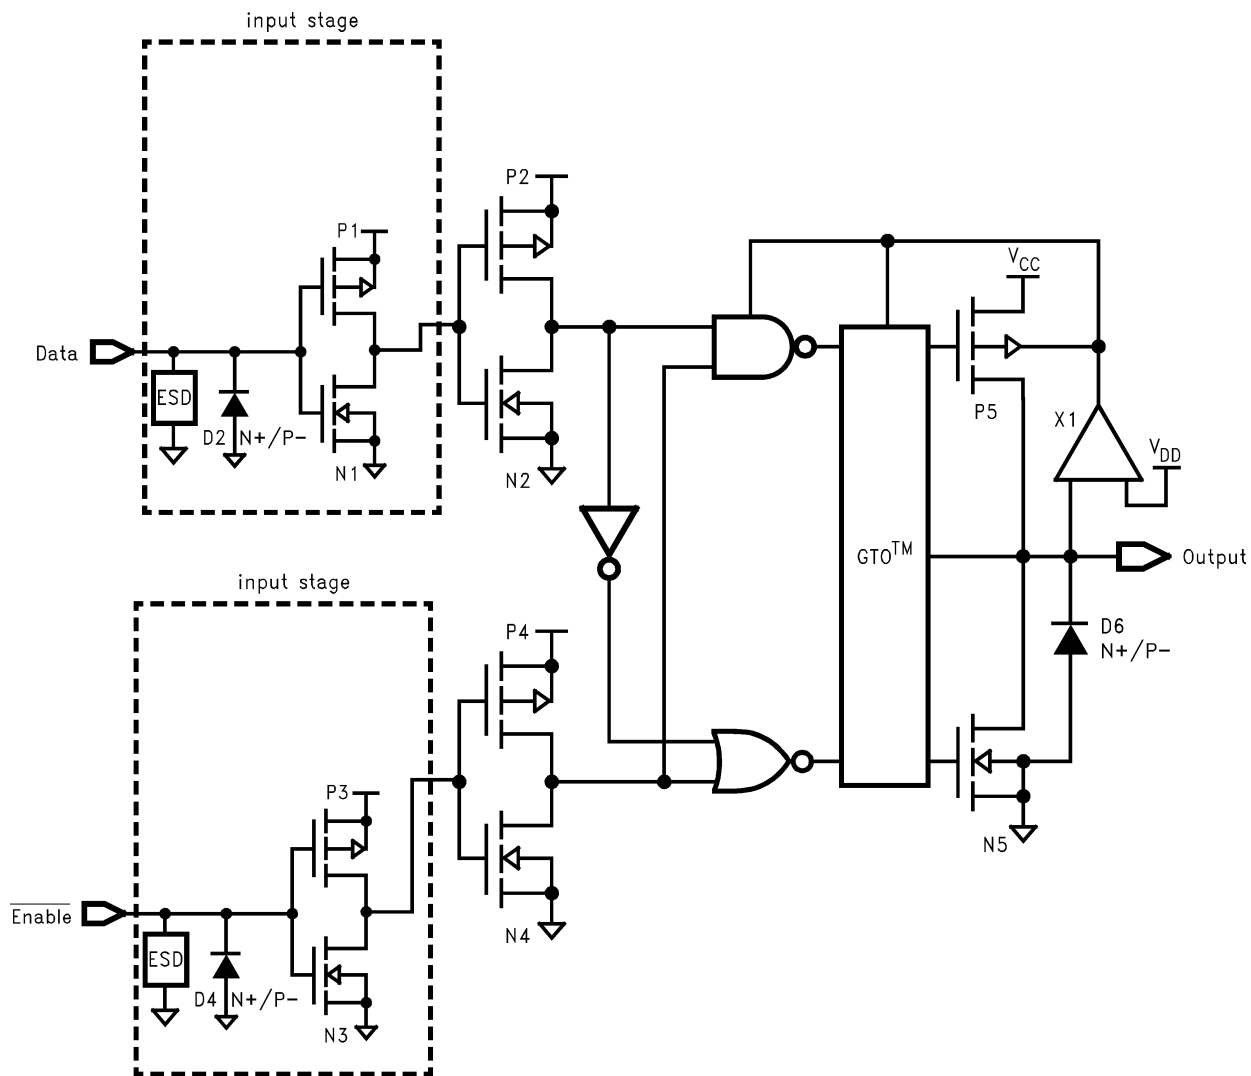 input stage
P2
P1
V_CC
Data
ESD
D2 N+/P-
N1
N2
P5
X1
V_DD
GTO™
Output
input stage
P4
D6
N+/P-
P3
N5
Enable
ESD
D4 N+/P-
N3
N4